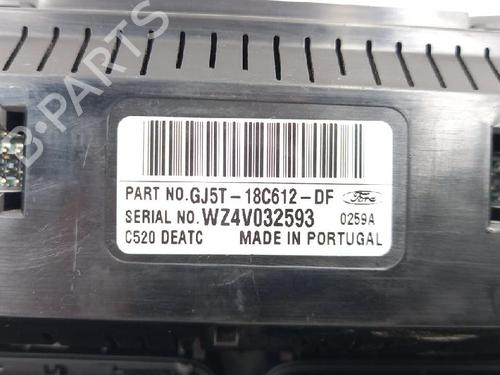 B-PARTS
PART NO.GJ5T-18C612-DF Ford
SERIAL NO.WZ4V032593 0259A
C520 DEATC MADE IN PORTUGAL